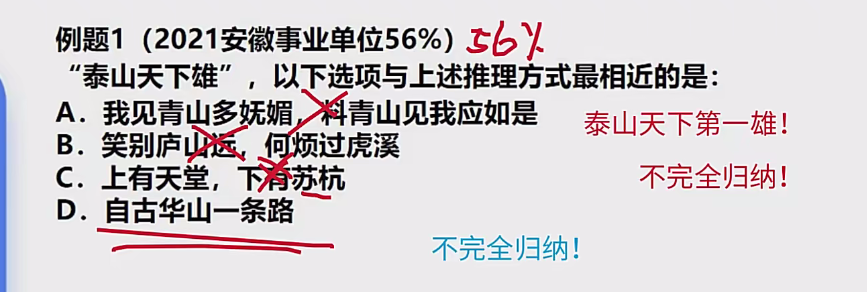 例题1（2021安徽事业单位56%）56%
“泰山天下雄”，以下选项与上述推理方式最相近的是：
A．我见青山多妩媚，料青山见我应如是
泰山天下第一雄！
B．笑别庐山远，何烦过虎溪
C．上有天堂，下有苏杭
不完全归纳！
D．自古华山一条路
不完全归纳！